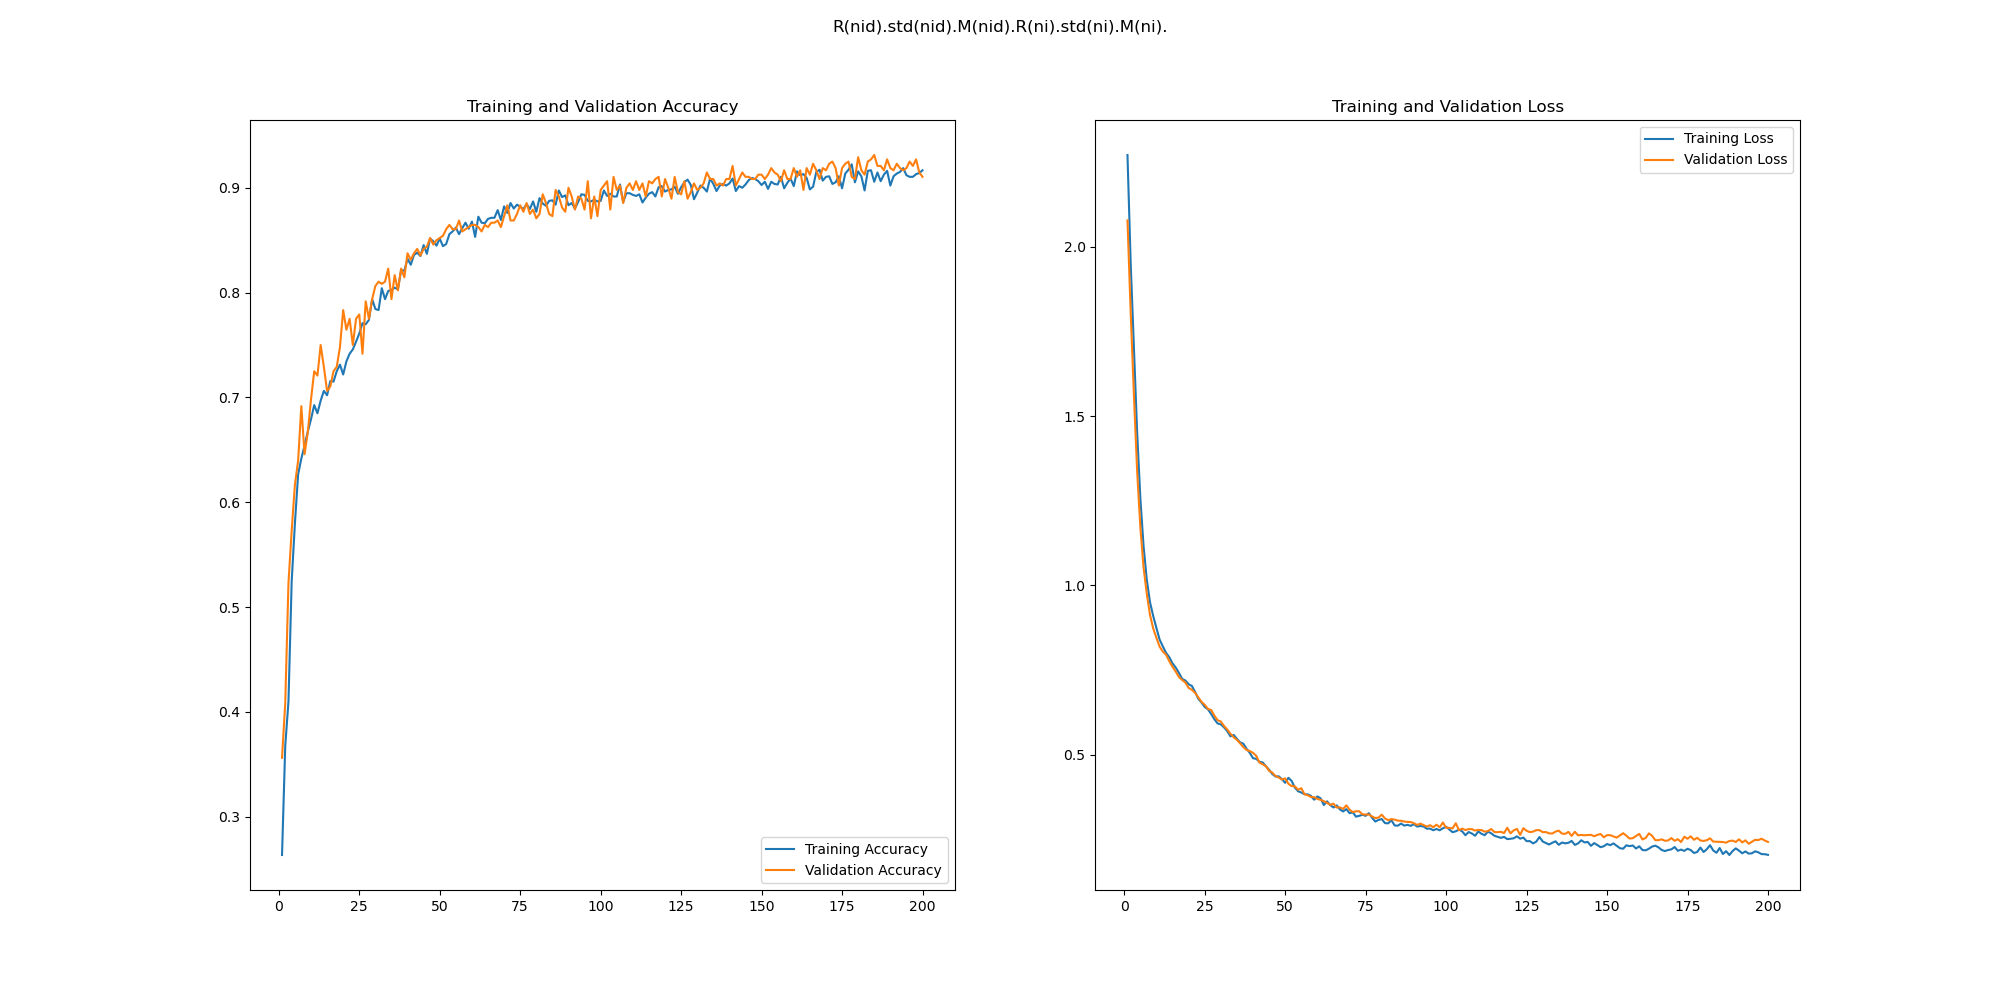 R(nid).std(nid).M(nid).R(ni).std(ni).M(ni).
Training and Validation Accuracy
0.9
0.8
0.7
0.6
0.5
0.4
0.3
0 25 50 75 100 125 150 175 200
Training Accuracy
Validation Accuracy
Training and Validation Loss
2.0
1.5
1.0
0.5
0 25 50 75 100 125 150 175 200
Training Loss
Validation Loss